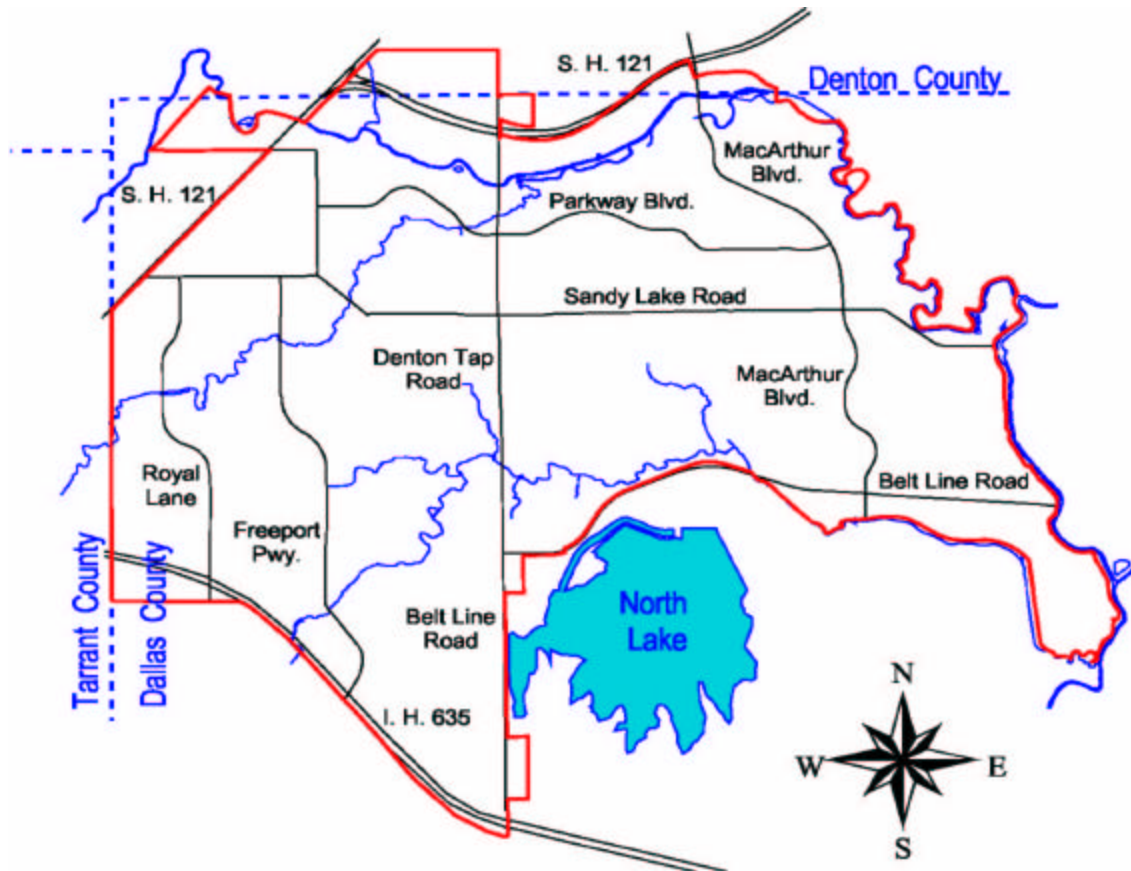 S. H. 121
Denton County
MacArthur
Blvd.
S. H. 121
Parkway Blvd.
Sandy Lake Road
Denton Tap
Road
MacArthur
Blvd.
Royal
Lane
Belt Line Road
Freeport
Pwy.
Tarrant County
Dallas County
North
Lake
Belt Line
Road
I. H. 635
N
W
E
S